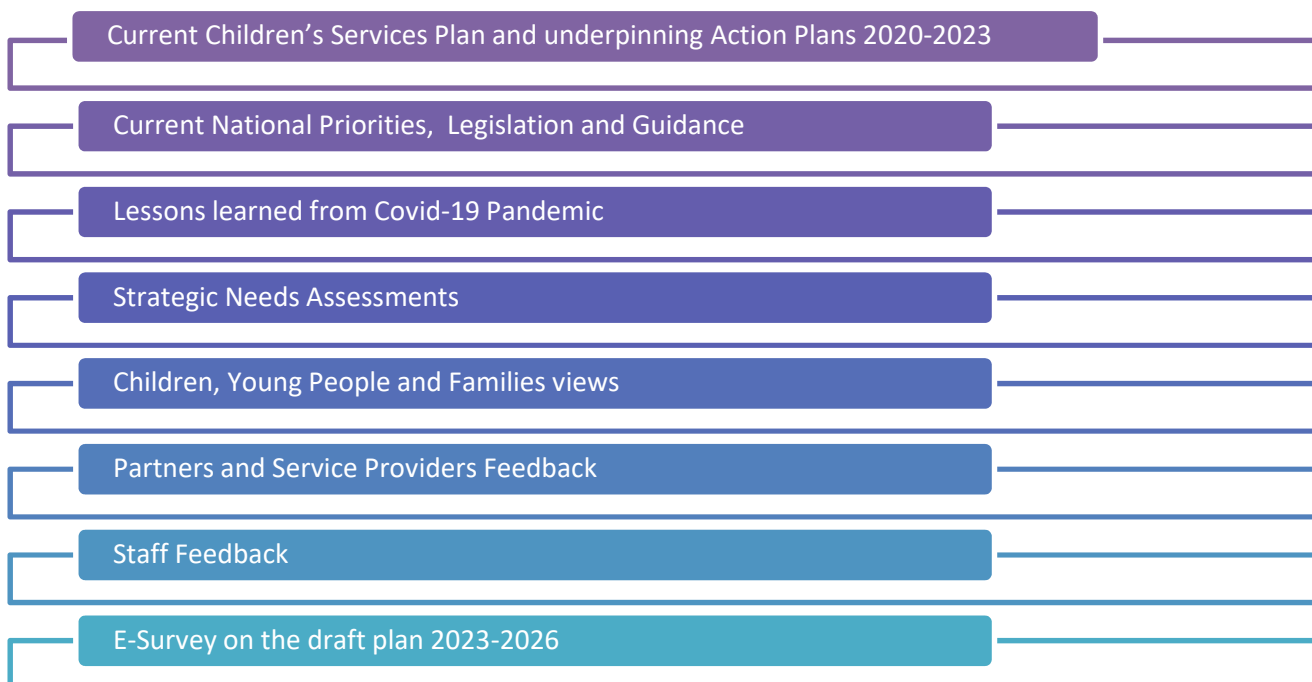 Current Children’s Services Plan and underpinning Action Plans 2020-2023
Current National Priorities, Legislation and Guidance
Lessons learned from Covid-19 Pandemic
Strategic Needs Assessments
Children, Young People and Families views
Partners and Service Providers Feedback
Staff Feedback
E-Survey on the draft plan 2023-2026